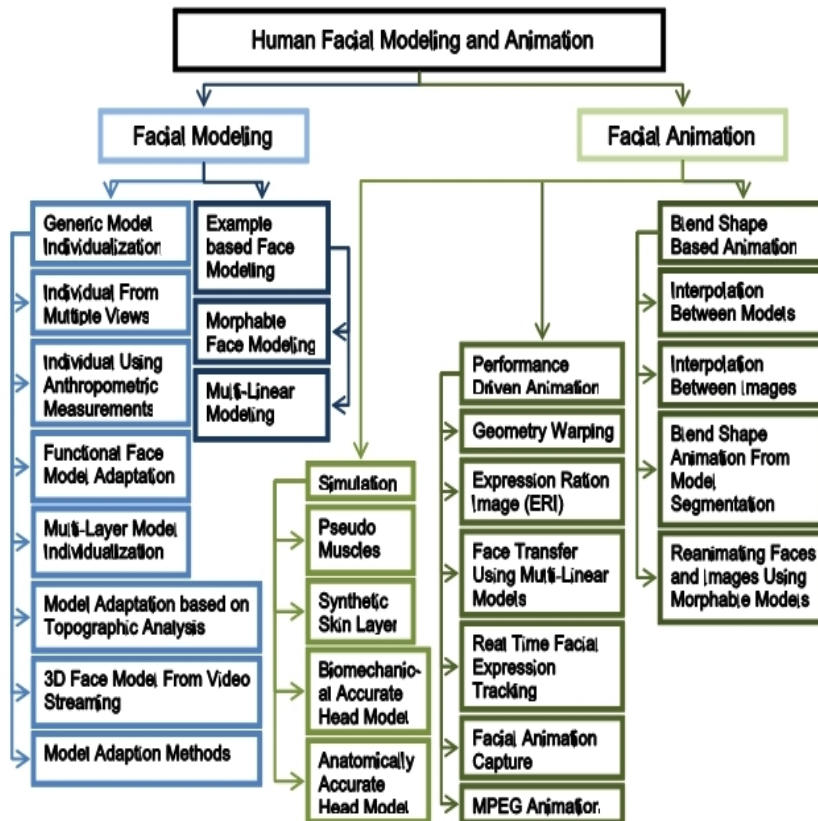 Human Facial Modeling and Animation
Facial Modeling
Facial Animation
Generic Model
Individualization
Individual From
Multiple Views
Individual Using
Anthropometric
Measurements
Functional Face
Model Adaptation
Multi-Layer Model
Individualization
Model Adaptation based on
Topographic Analysis
3D Face Model From Video
Streaming
Model Adaption Methods
Example
based Face
Modeling
Morphable
Face Modeling
Multi-Linear
Modeling
Simulation
Pseudo
Muscles
Synthetic
Skin Layer
Biomechanic-
al Accurate
Head Model
Anatomically
Accurate
Head Model
Performance
Driven Animation
Geometry Warping
Expression Ration
Image (ERI)
Face Transfer
Using Multi-Linear
Models
Real Time Facial
Expression
Tracking
Facial Animation
Capture
MPEG Animation.
Blend Shape
Based Animation
Interpolation
Between Models
Interpolation
Between Images
Blend Shape
Animation From
Model
Segmentation
Reanimating Faces
and Images Using
Morphable Models